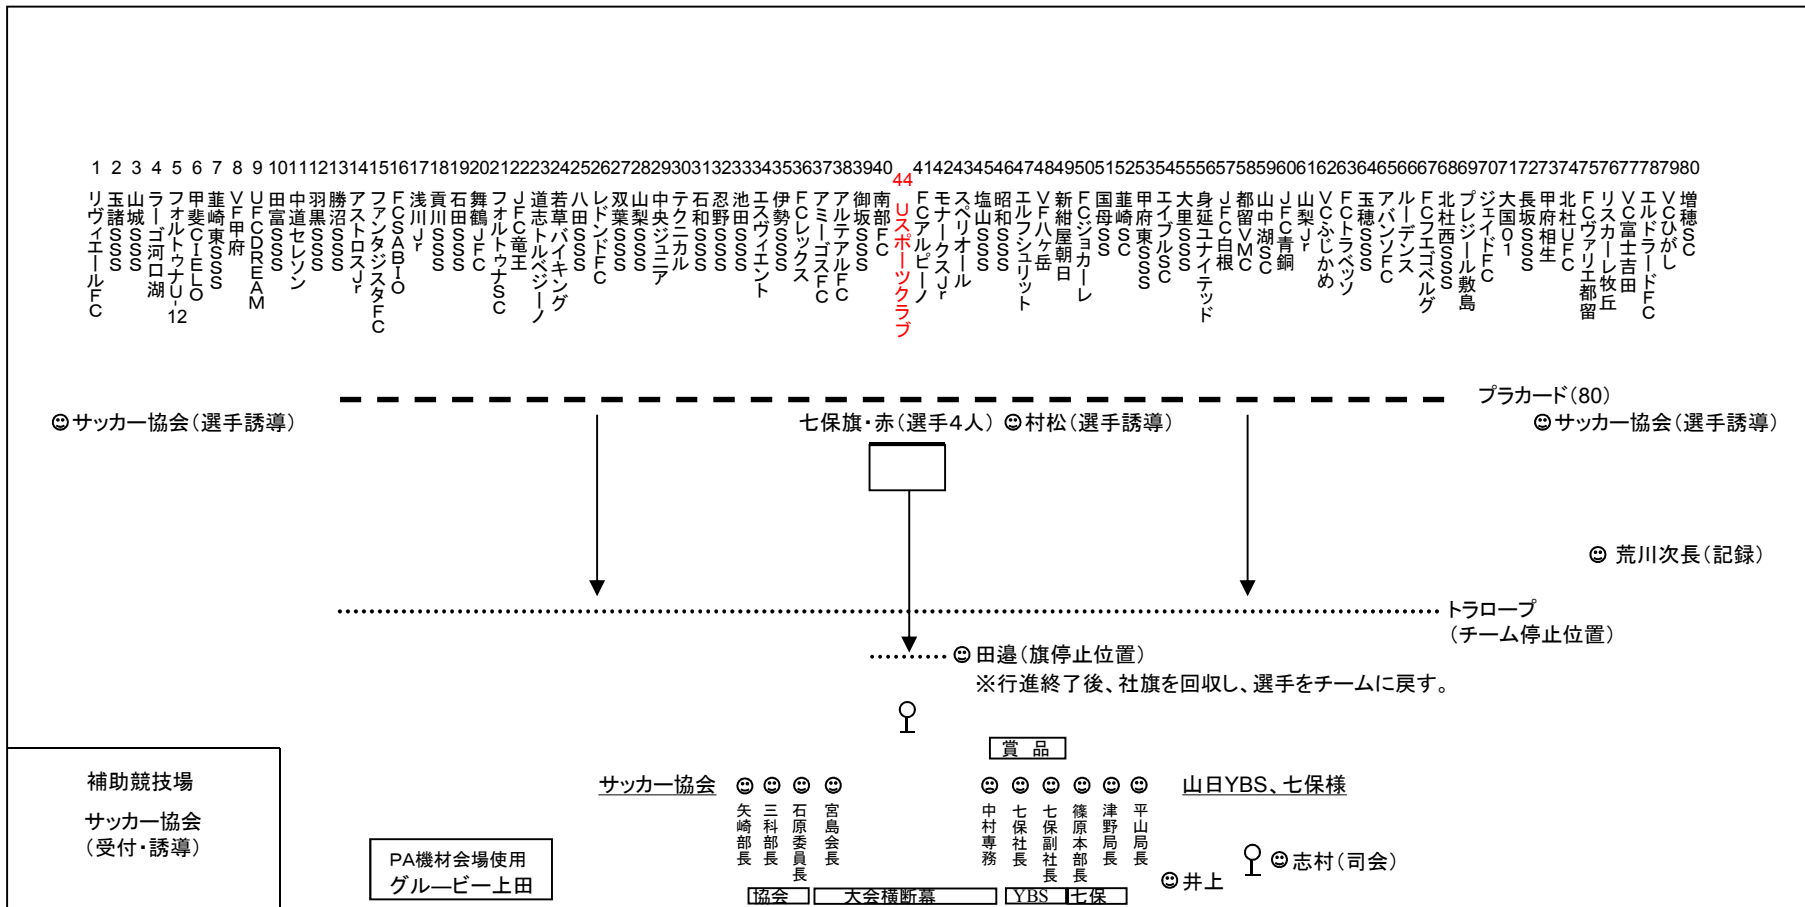 1 リヴィエールFC
2 玉諸SSS
3 山城SSS
4 ラーゴ河口湖
5 フォルトゥナU-12
6 甲斐CIELO
7 韮崎東SSS
8 VF甲府
9 UFCDREAM
10 田富SSS
11 中道セレソン
12 羽黒SSS
13 勝沼SSS
14 アストロスJr
15 ファンタジスタFC
16 FCSABIO
17 浅川Jr
18 貢川SSS
19 石田SSS
20 舞鶴JFC
21 フォルトゥナSC
22 JFC竜王
23 道志トルベジーノ
24 若草バイキング
25 八田SSS
26 レドンドFC
27 双葉SSS
28 山梨SSS
29 中央ジュニア
30 テクニカル
31 石和SSS
32 忍野SSS
33 池田SSS
34 エスヴィエント
35 伊勢SSS
36 FCレックス
37 アミーゴスFC
38 アルテアルFC
39 御坂SSS
40 南部FC
44 Uスポーツクラブ
41 FCアルピーノ
42 モナークスJr
43 スペリオール
45 塩山SSS
46 昭和SSS
47 エルフシュリット
48 VF八ヶ岳
49 新紺屋朝日
50 FCジョカーレ
51 国母SS
52 韮崎SC
53 甲府東SSS
54 エイブルSC
55 大里SSS
56 身延ユナイテッド
57 JFC白根
58 都留VMC
59 山中湖SC
60 JFC青銅
61 山梨Jr
62 VCふじかめ
63 FCトラベッソ
64 玉穂SSS
65 アバンソFC
66 ルーデンス
67 FCフエゴベルグ
68 北杜西SSS
69 プレジール敷島
70 ジェイドFC
71 大国01
72 長坂SSS
73 甲府相生
74 北杜UFC
75 FCヴァリエ都留
76 リスカーレ牧丘
77 VC富士吉田
78 エルドラードFC
79 VCひがし
80 増穂SC
プラカード(80)
サッカー協会(選手誘導)
七保旗・赤(選手4人)
村松(選手誘導)
サッカー協会(選手誘導)
荒川次長(記録)
トラロープ
(チーム停止位置)
田邉(旗停止位置)
※行進終了後、社旗を回収し、選手をチームに戻す。
賞 品
補助競技場
サッカー協会
(受付・誘導)
サッカー協会
矢崎部長
三科部長
石原委員長
宮島会長
中村専務
七保社長
七保副社長
篠原本部長
津野局長
平山局長
山日YBS、七保様
PA機材会場使用
グルービー上田
志村(司会)
井上
協会
大会横断幕
YBS
七保